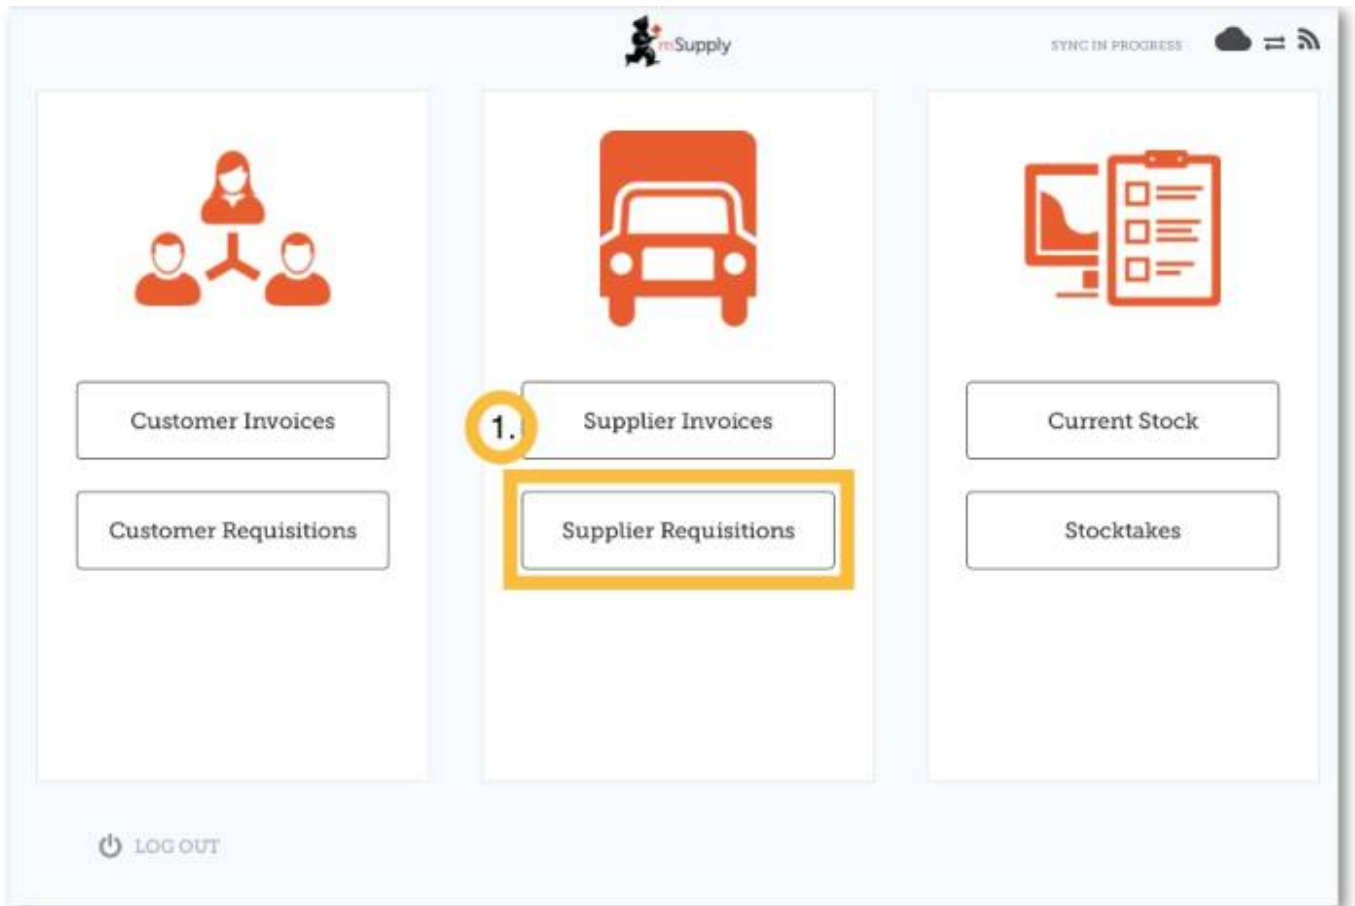 mSupply
SYNC IN PROGRESS
Customer Invoices
Customer Requisitions
1.
Supplier Invoices
Supplier Requisitions
Current Stock
Stocktakes
LOG OUT